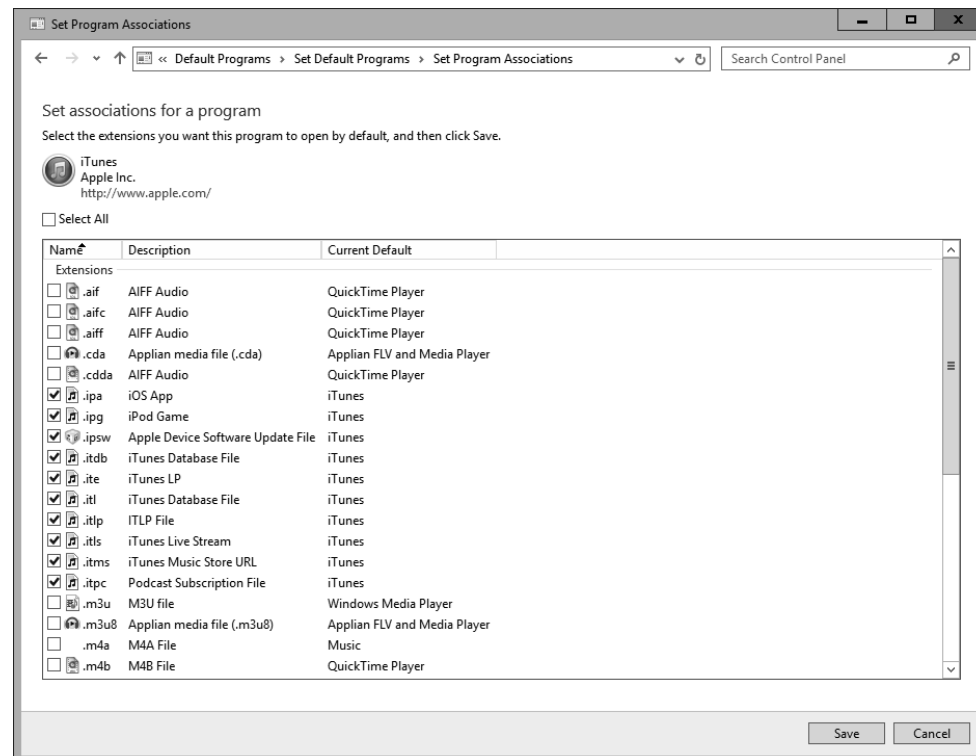 Set Program Associations
« Default Programs > Set Default Programs > Set Program Associations
Search Control Panel
Set associations for a program
Select the extensions you want this program to open by default, and then click Save.
iTunes
Apple Inc.
http://www.apple.com/
Select All
Name Description Current Default
Extensions
.aif AIFF Audio QuickTime Player
.aifc AIFF Audio QuickTime Player
.aiff AIFF Audio QuickTime Player
.cda Applian media file (.cda) Applian FLV and Media Player
.cdda AIFF Audio QuickTime Player
.ipa iOS App iTunes
.ipg iPod Game iTunes
.ipsw Apple Device Software Update File iTunes
.itdb iTunes Database File iTunes
.ite iTunes LP iTunes
.itl iTunes Database File iTunes
.itlp ITLP File iTunes
.itls iTunes Live Stream iTunes
.itms iTunes Music Store URL iTunes
.itpc Podcast Subscription File iTunes
.m3u M3U file Windows Media Player
.m3u8 Applian media file (.m3u8) Applian FLV and Media Player
.m4a M4A File Music
.m4b M4B File QuickTime Player
Save Cancel